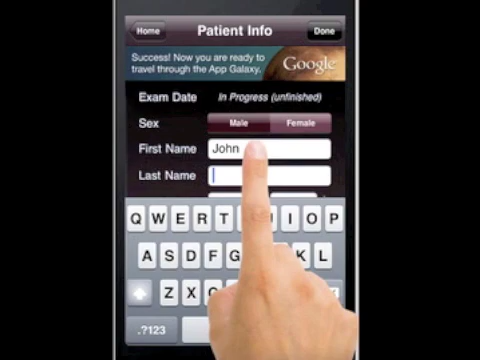 Home Patient Info Done
Success! Now you are ready to
travel through the App Galaxy.
Google
Exam Date In Progress (unfinished)
Sex Male Female
First Name John
Last Name
Q W E R T I O P
A S D F G K L
Z X
.?123